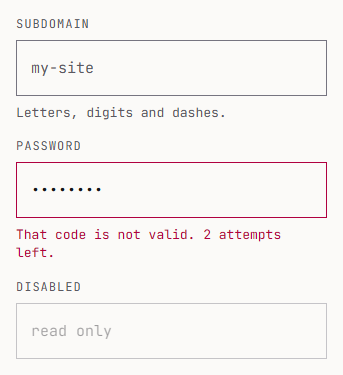 SUBDOMAIN
my-site
Letters, digits and dashes.
PASSWORD
••••••••
That code is not valid. 2 attempts
left.
DISABLED
read only